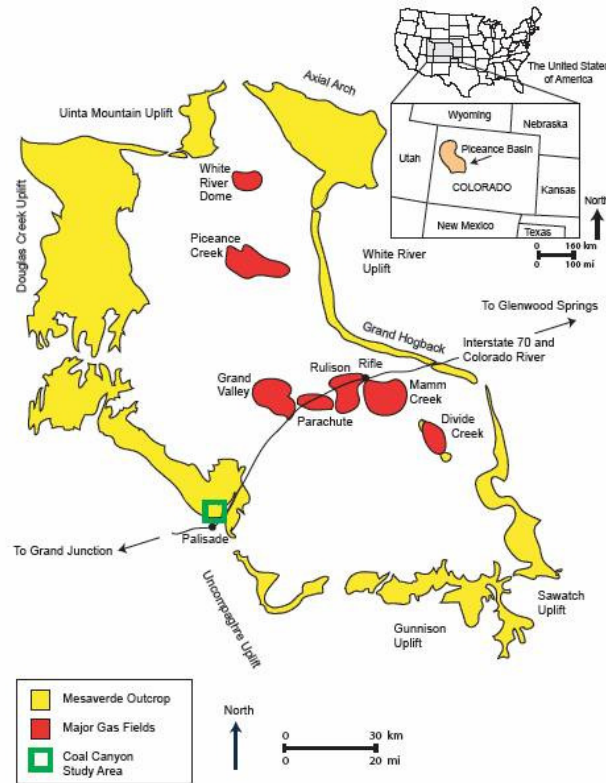 The United States
of America
Wyoming
Nebraska
Utah
Piceance Basin
COLORADO
Kansas
New Mexico
Texas
North
0 160 km
0 100 mi
Axial Arch
Uinta Mountain Uplift
White
River
Dome
Douglas Creek Uplift
Piceance
Creek
White River
Uplift
To Glenwood Springs
Grand Hogback
Interstate 70 and
Colorado River
Rifle
Rulison
Grand
Valley
Mamm
Creek
Parachute
Divide
Creek
Palisade
To Grand Junction
Uncompaghre Uplift
Sawatch
Uplift
Gunnison
Uplift
Mesaverde Outcrop
Major Gas Fields
Coal Canyon
Study Area
North
0 30 km
0 20 mi